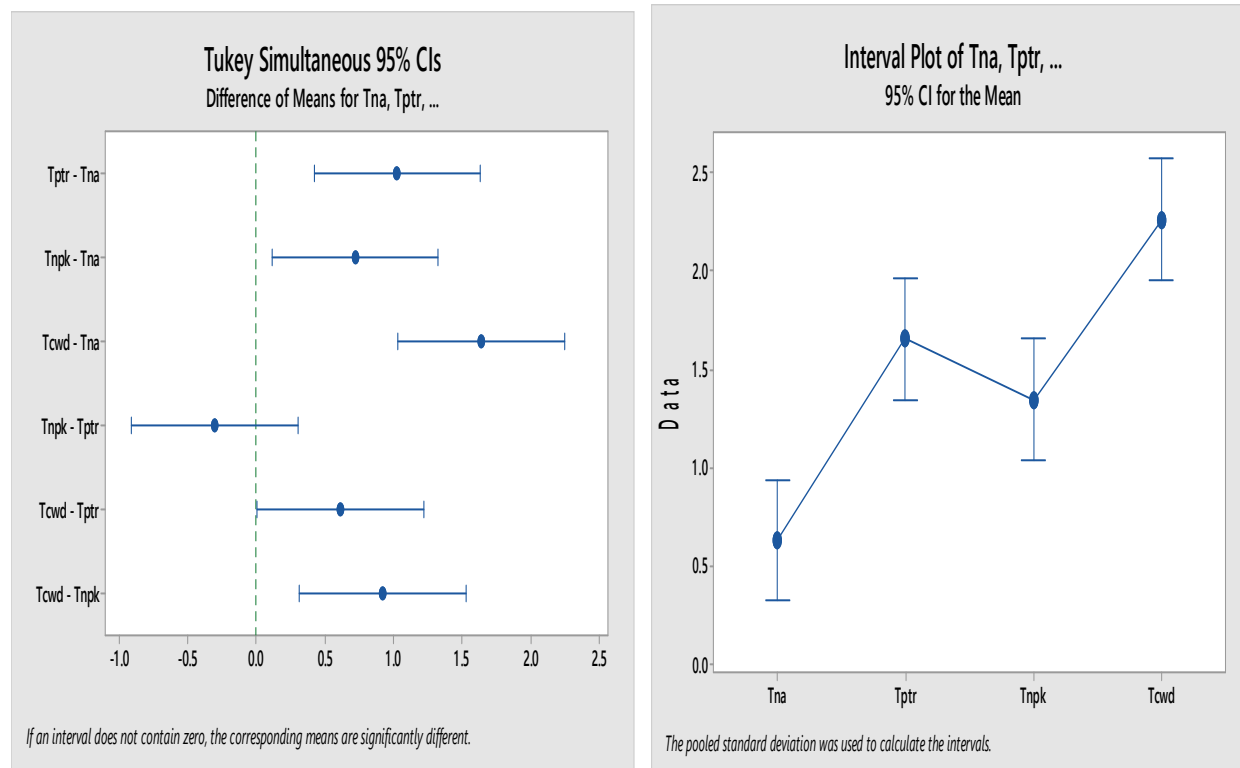 Tukey Simultaneous 95% CIs
Difference of Means for Tna, Tptr, ...
Tptr - Tna
Tnpk - Tna
Tcwd - Tna
Tnpk - Tptr
Tcwd - Tptr
Tcwd - Tnpk
-1.0 -0.5 0.0 0.5 1.0 1.5 2.0 2.5
If an interval does not contain zero, the corresponding means are significantly different.
Interval Plot of Tna, Tptr, ...
95% CI for the Mean
2.5
2.0
1.5
1.0
0.5
0.0
Data
Tna Tptr Tnpk Tcwd
The pooled standard deviation was used to calculate the intervals.